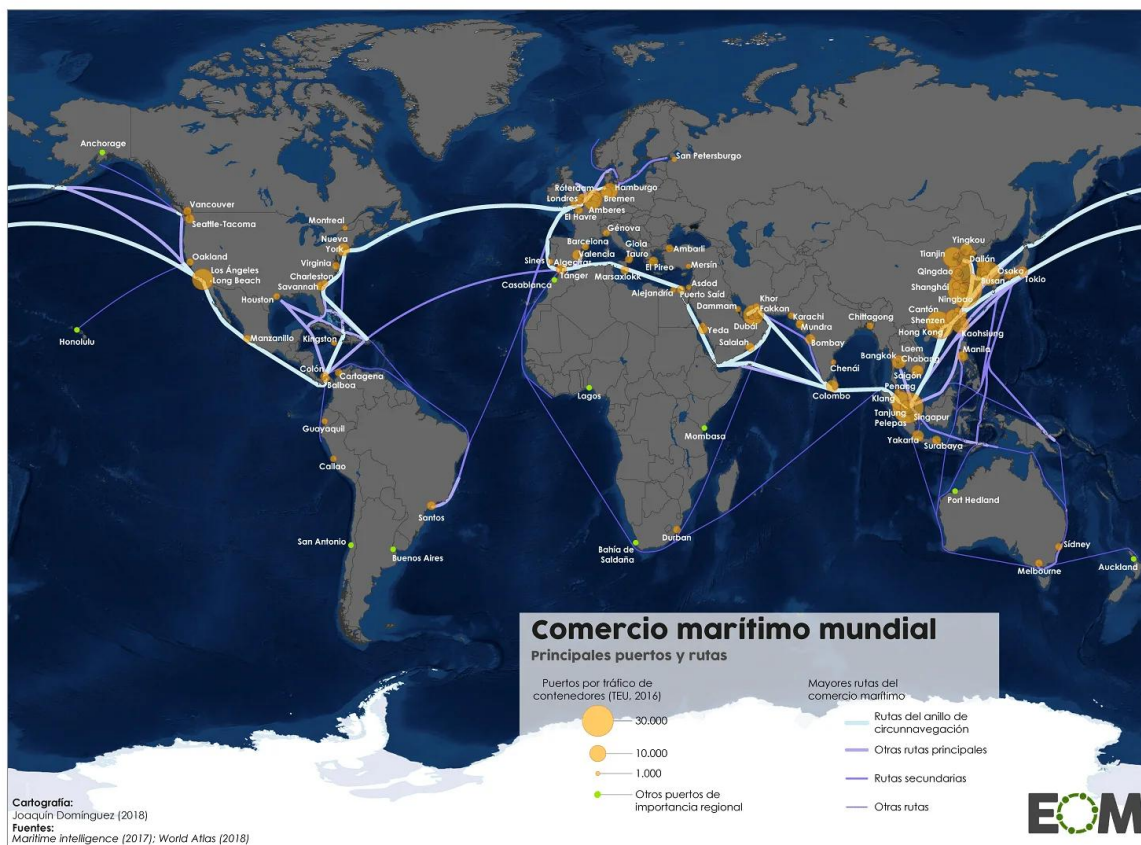 Anchorage
San Petersburgo
Róterdam
Hamburgo
Londres
Bremen
Amberes
El Havre
Vancouver
Seattle-Tacoma
Montreal
Nueva
York
Génova
Barcelona
Valencia
Gioia
Tauro
Ambarli
Yingkou
Tianjin
Dalián
Oakland
Virginia
Sines
Algeciras
El Pireo
Mersín
Qingdao
Osaka
Busan
Tokio
Los Ángeles
Long Beach
Charleston
Savannah
Tánger
Marsaxlokk
Casablanca
Asdod
Puerto Saíd
Alejandría
Shanghái
Ningbao
Houston
Dammam
Khor
Fakkan
Karachi
Mundra
Chittagong
Cantón
Shenzen
Hong Kong
Kaohsiung
Honolulu
Manzanillo
Kingston
Yeda
Dubái
Salalah
Bombay
Bangkok
Laem
Chabang
Manila
Colón
Balboa
Cartagena
Chenái
Colombo
Saigón
Penang
Klang
Lagos
Tanjung
Pelepas
Singapur
Guayaquil
Mombasa
Yakarta
Surabaya
Callao
Port Hedland
Santos
San Antonio
Buenos Aires
Bahía de
Saldaña
Durban
Sídney
Melbourne
Auckland
Comercio marítimo mundial
Principales puertos y rutas
Puertos por tráfico de
contenedores (TEU, 2016)
30.000
10.000
1.000
Otros puertos de
importancia regional
Mayores rutas del
comercio marítimo
Rutas del anillo de
circunnavegación
Otras rutas principales
Rutas secundarias
Otras rutas
Cartografía:
Joaquín Domínguez (2018)
Fuentes:
Maritime intelligence (2017); World Atlas (2018)
EOM